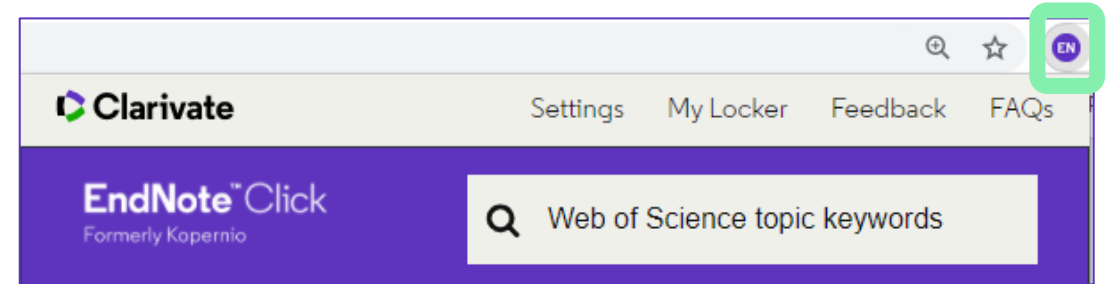 EN
Clarivate Settings My Locker Feedback FAQs
EndNote™ Click
Formerly Kopernio
Web of Science topic keywords